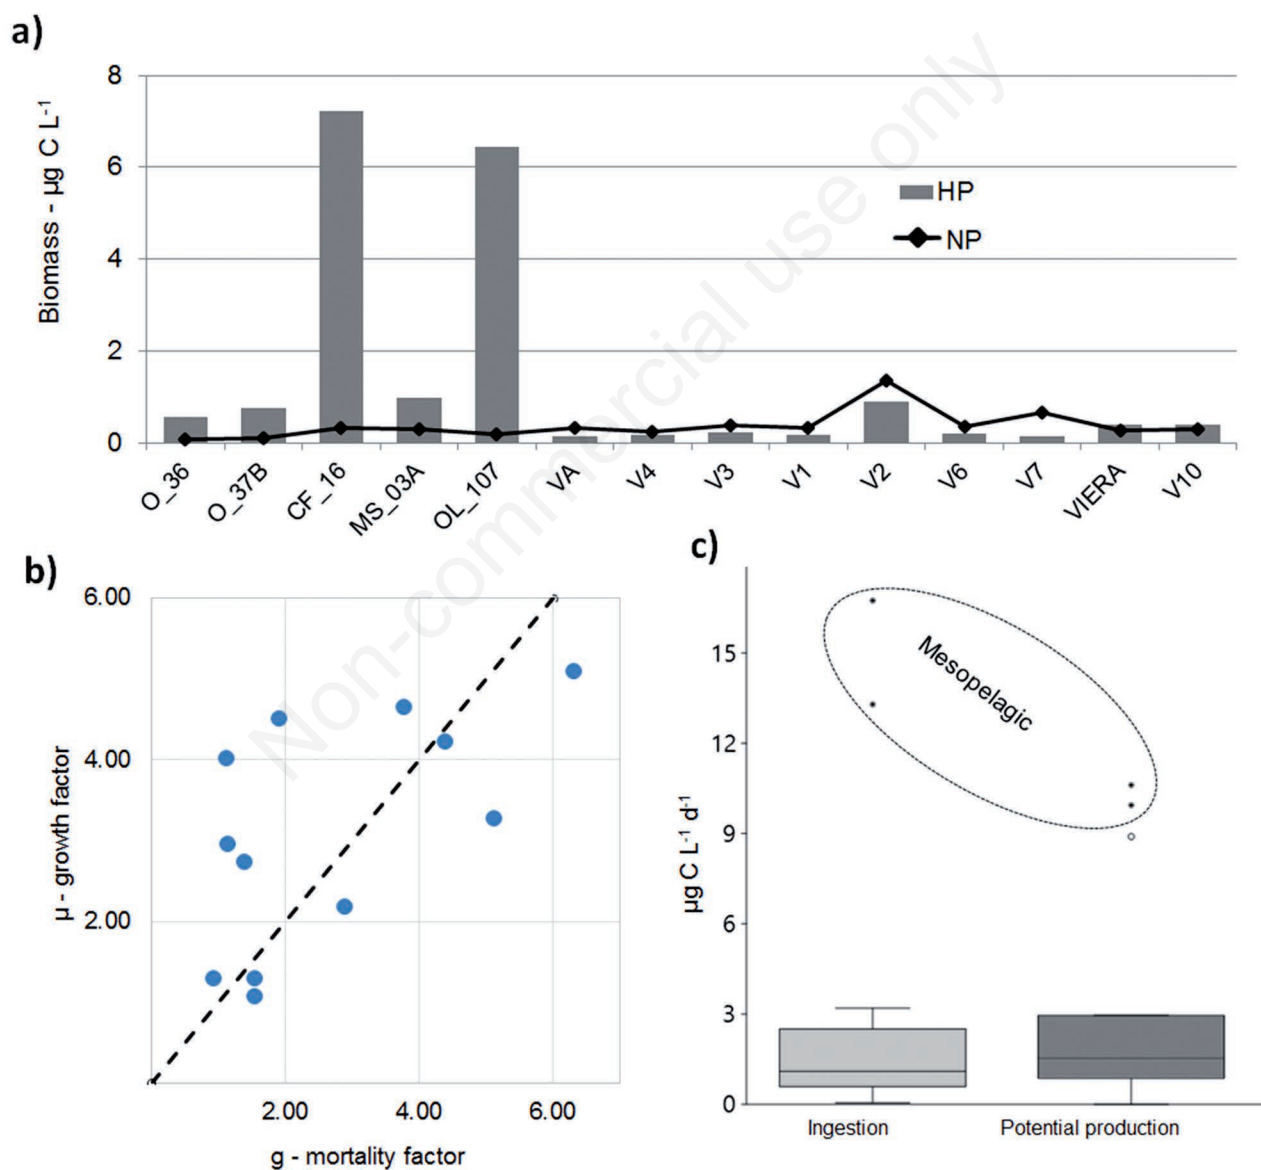 a)
Biomass - µg C L-1
8
6
4
2
0
HP
NP
O_36
O_37B
CF_16
MS_03A
OL_107
VA
V4
V3
V1
V2
V6
V7
VIERA
V10
Non-commercial use only
b)
µ - growth factor
6.00
4.00
2.00
2.00
4.00
6.00
g - mortality factor
c)
µg C L-1 d-1
15
12
9
6
3
0
Mesopelagic
Ingestion
Potential production